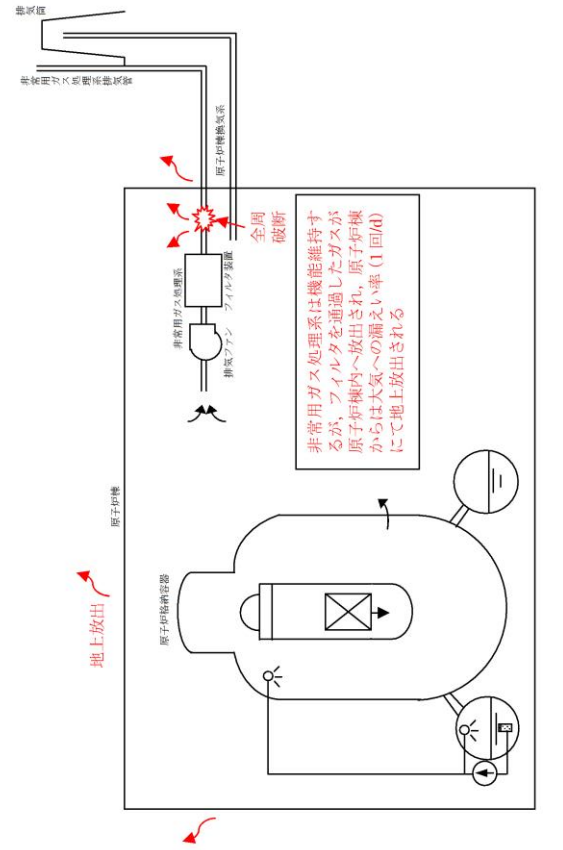 排気筒
非常用ガス処理系排気管
原子炉棟換気系
全周
破断
非常用ガス処理系
フィルタ装置
排気ファン
非常用ガス処理系は機能維持す
るが，フィルタを通過したガスが
原子炉棟内へ放出され，原子炉棟
からは大気への漏えい率 (1 回/d)
にて地上放出される
原子炉棟
地上放出
原子炉格納容器